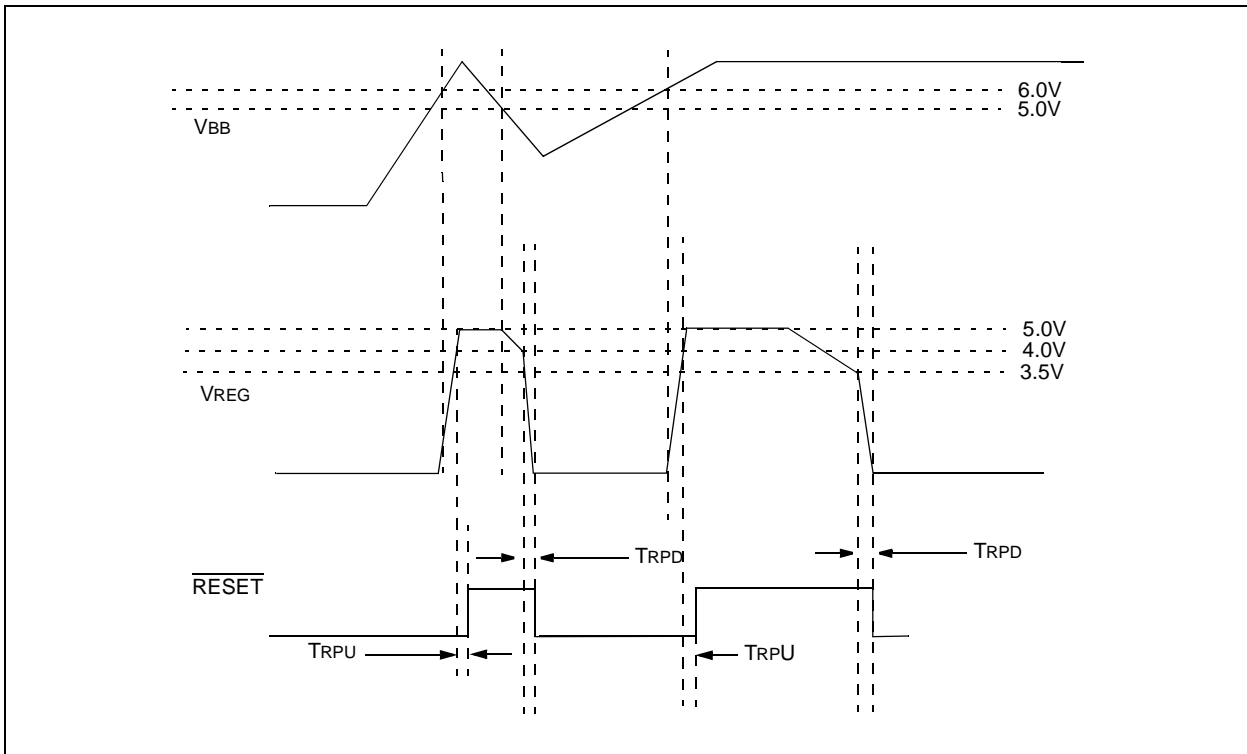 6.0V
5.0V
VBB
5.0V
4.0V
3.5V
VREG
TRPD
TRPD
RESET
TRPU
TRPU